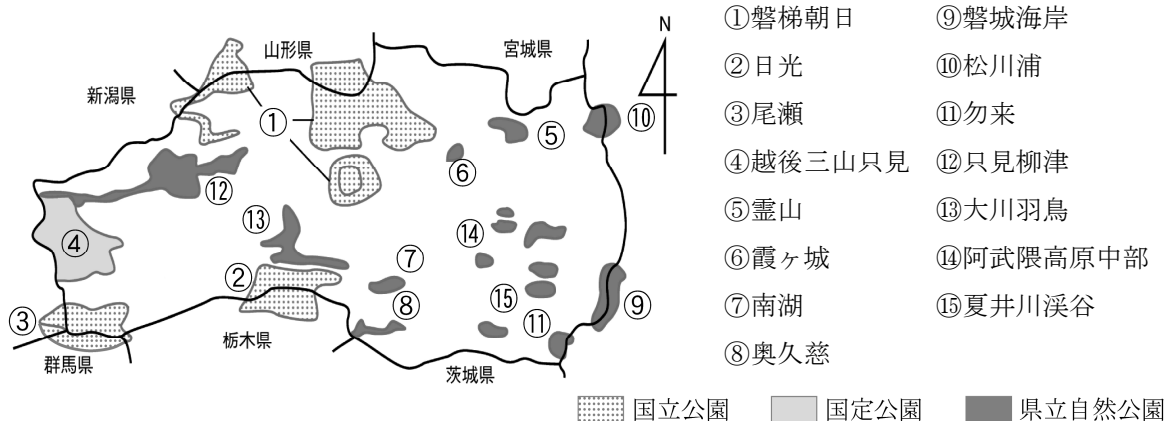 山形県
宮城県
新潟県
N
①
⑩
⑤
⑥
⑫
⑬
⑭
④
②
⑦
⑮
⑨
⑧
⑪
③
栃木県
群馬県
茨城県
①磐梯朝日
②日光
③尾瀬
④越後三山只見
⑤霊山
⑥霞ヶ城
⑦南湖
⑧奥久慈
⑨磐城海岸
⑩松川浦
⑪勿来
⑫只見柳津
⑬大川羽鳥
⑭阿武隈高原中部
⑮夏井川渓谷
国立公園
国定公園
県立自然公園